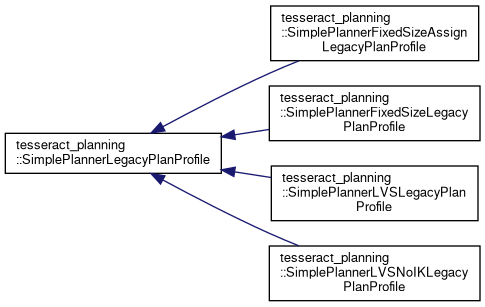 tesseract_planning
::SimplePlannerFixedSizeAssign
LegacyPlanProfile
tesseract_planning
::SimplePlannerFixedSizeLegacy
PlanProfile
tesseract_planning
::SimplePlannerLegacyPlanProfile
tesseract_planning
::SimplePlannerLVSLegacyPlan
Profile
tesseract_planning
::SimplePlannerLVSNoIKLegacy
PlanProfile